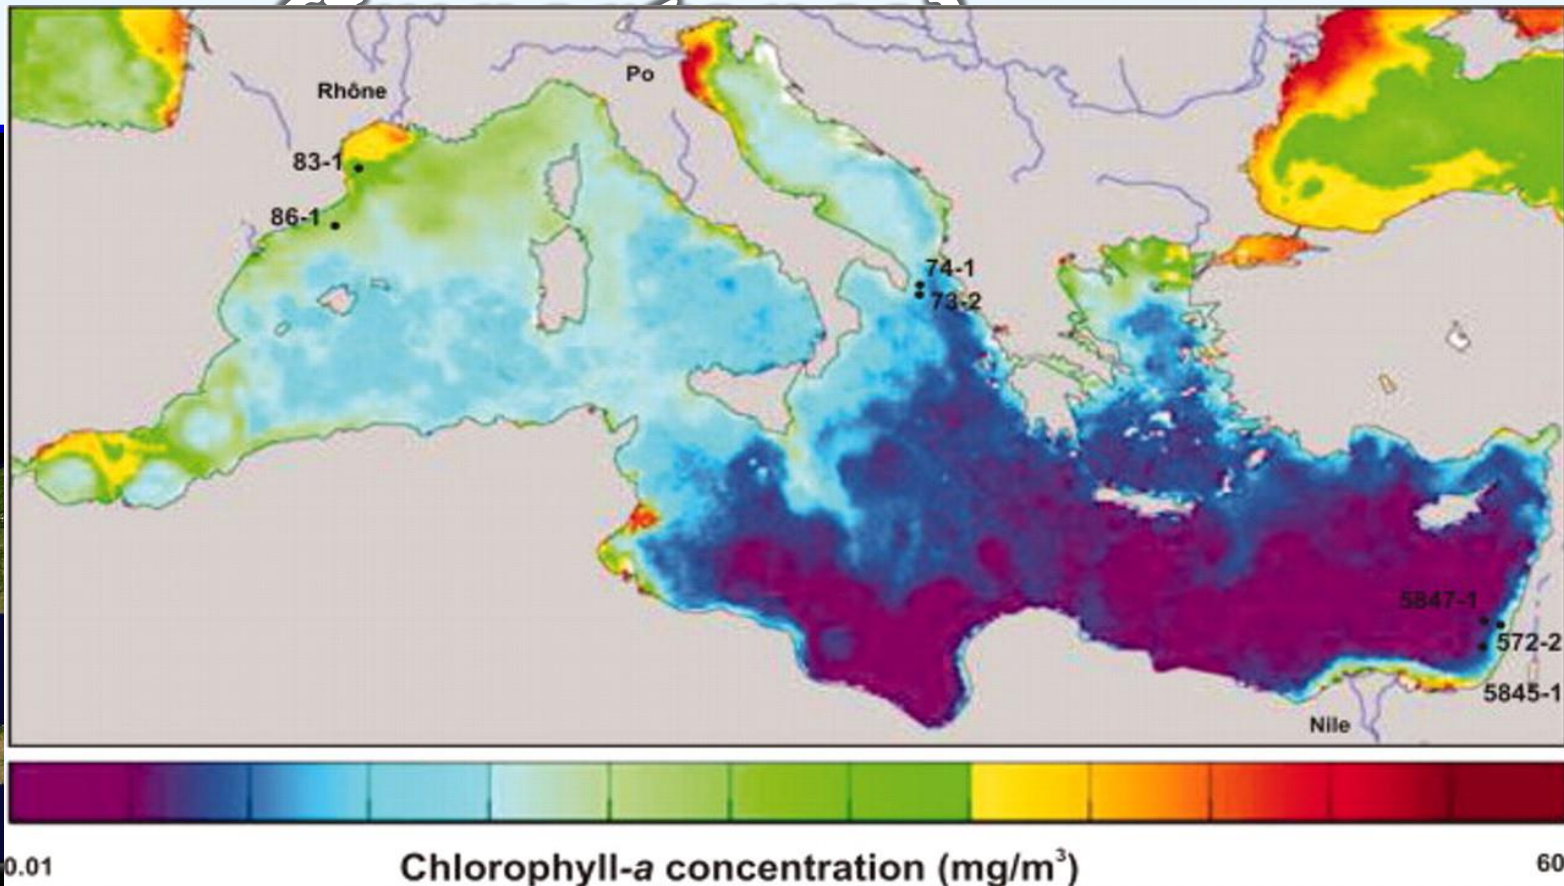 Po
Rhône
83-1
86-1
74-1
73-2
5847-1
572-2
5845-1
Nile
0.01
60
Chlorophyll-a concentration (mg/m³)